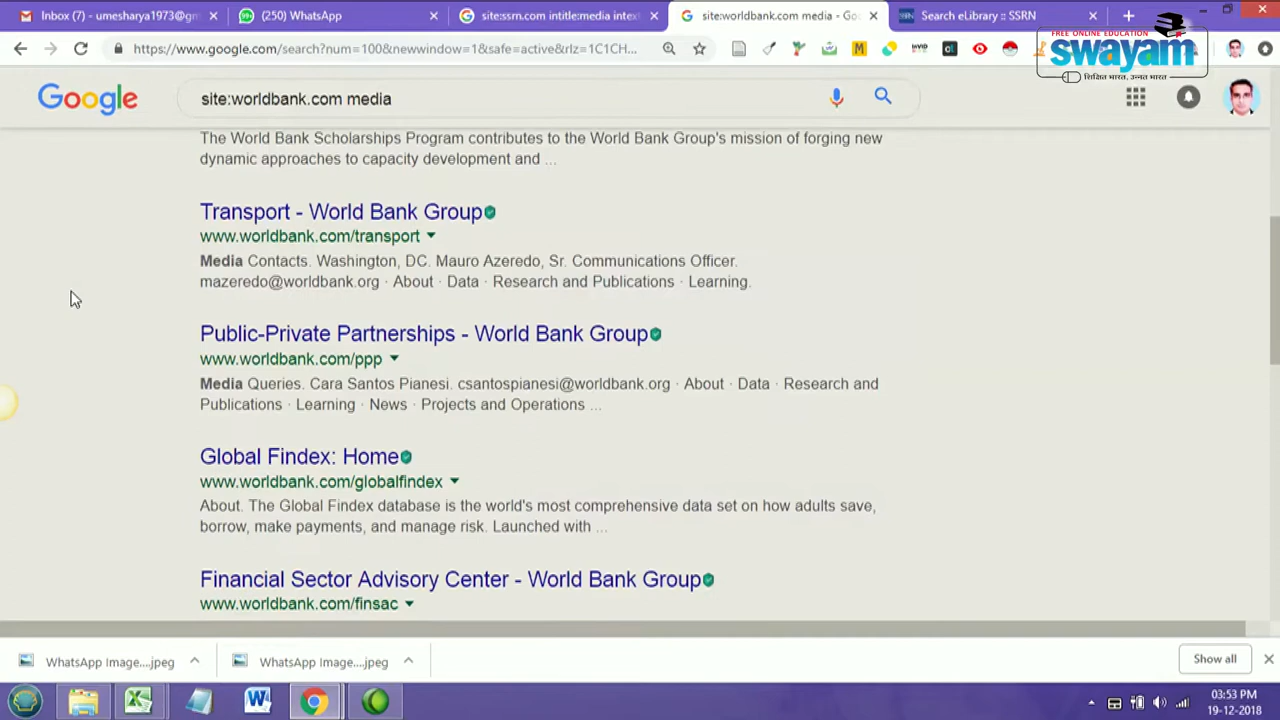 Inbox (7) - umesharya1973@gm
(250) WhatsApp
site:ssrn.com intitle:media intext
site:worldbank.com media - Goo
Search eLibrary :: SSRN
FREE ONLINE EDUCATION
swayam
शिक्षित भारत, उन्नत भारत
https://www.google.com/search?num=100&newwindow=1&safe=active&rlz=1C1CH...
Google
site:worldbank.com media
The World Bank Scholarships Program contributes to the World Bank Group's mission of forging new
dynamic approaches to capacity development and ...
Transport - World Bank Group
www.worldbank.com/transport
Media Contacts. Washington, DC. Mauro Azeredo, Sr. Communications Officer.
mazeredo@worldbank.org · About · Data · Research and Publications · Learning.
Public-Private Partnerships - World Bank Group
www.worldbank.com/ppp
Media Queries. Cara Santos Pianesi. csantospianesi@worldbank.org · About · Data · Research and
Publications · Learning · News · Projects and Operations ...
Global Findex: Home
www.worldbank.com/globalfindex
About. The Global Findex database is the world's most comprehensive data set on how adults save,
borrow, make payments, and manage risk. Launched with ...
Financial Sector Advisory Center - World Bank Group
www.worldbank.com/finsac
WhatsApp Image....jpeg
WhatsApp Image....jpeg
Show all
03:53 PM
19-12-2018